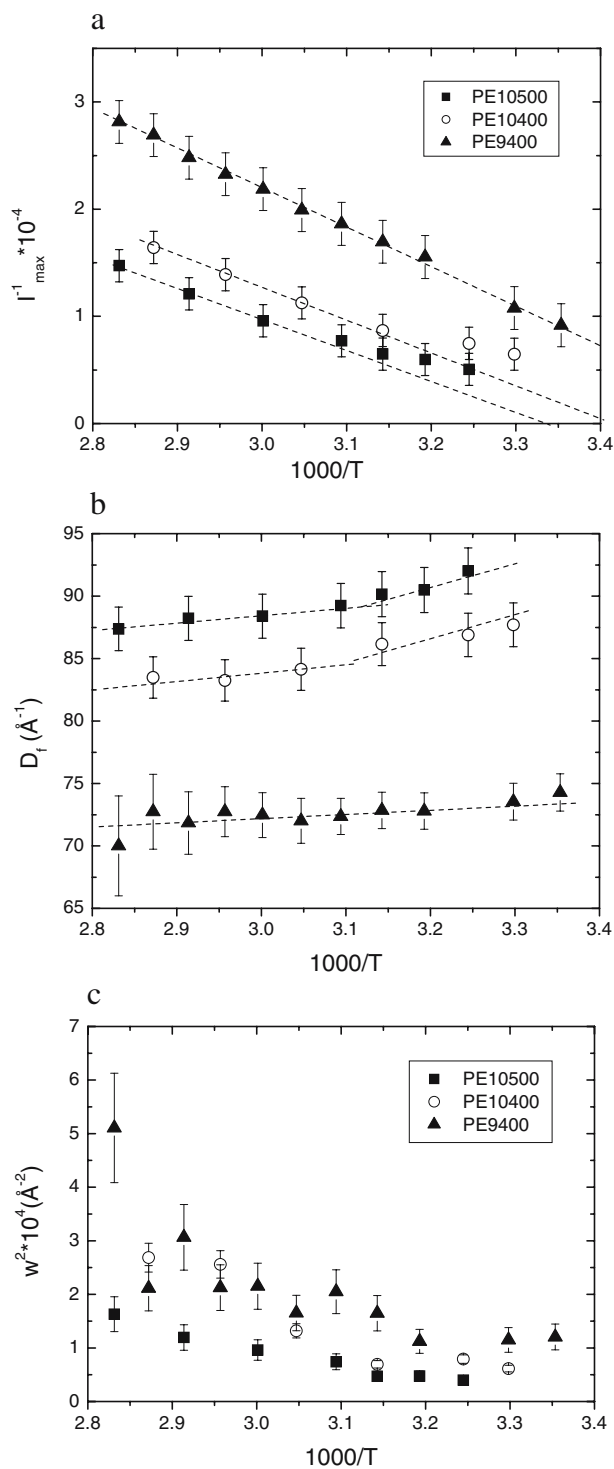 a
3
2
1
0
I⁻¹max *10⁻⁴
PE10500
PE10400
PE9400
2.8 2.9 3.0 3.1 3.2 3.3 3.4
1000/T
b
95
90
85
80
75
70
65
D_f (Å⁻¹)
2.8 2.9 3.0 3.1 3.2 3.3 3.4
1000/T
c
7
6
5
4
3
2
1
0
w²*10⁴(Å⁻²)
PE10500
PE10400
PE9400
2.8 2.9 3.0 3.1 3.2 3.3 3.4
1000/T